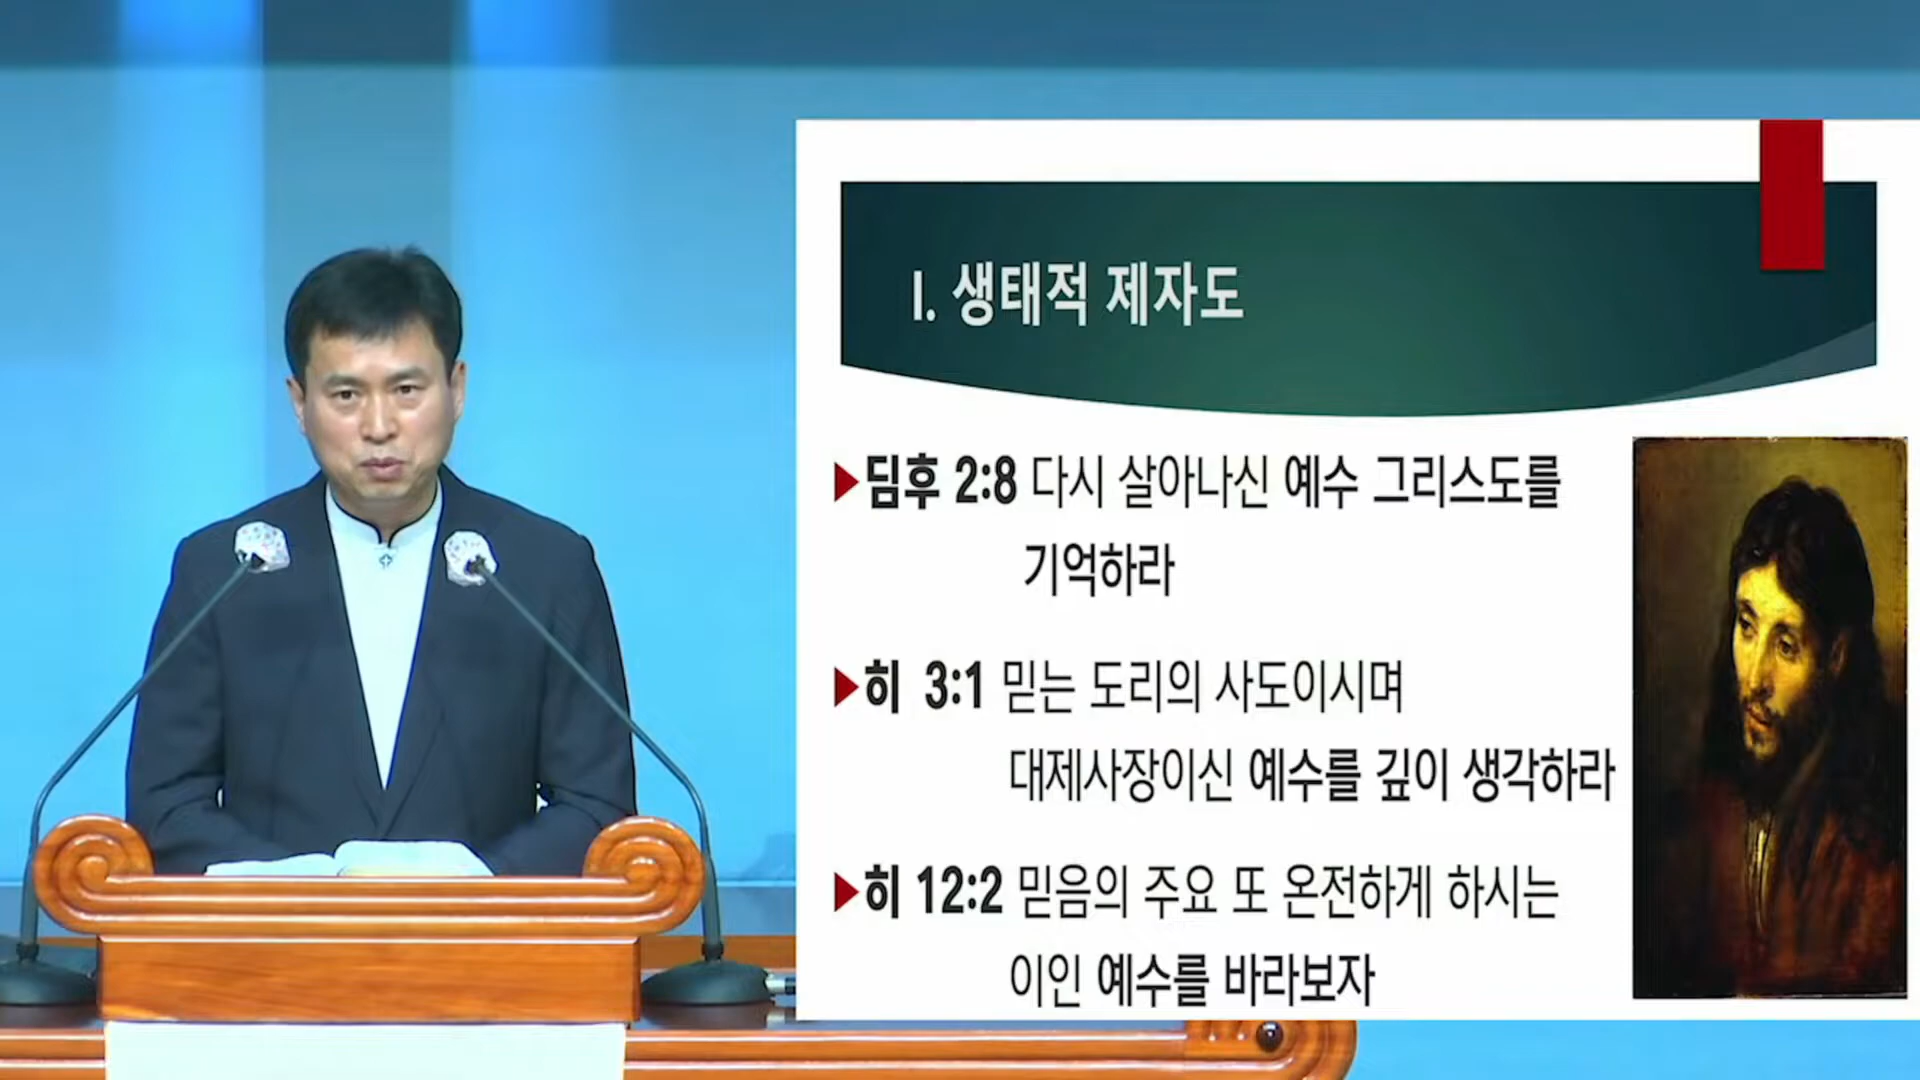 I. 생태적 제자도
딤후 2:8 다시 살아나신 예수 그리스도를
기억하라
히 3:1 믿는 도리의 사도이시며
대제사장이신 예수를 깊이 생각하라
히 12:2 믿음의 주요 또 온전하게 하시는
이인 예수를 바라보자